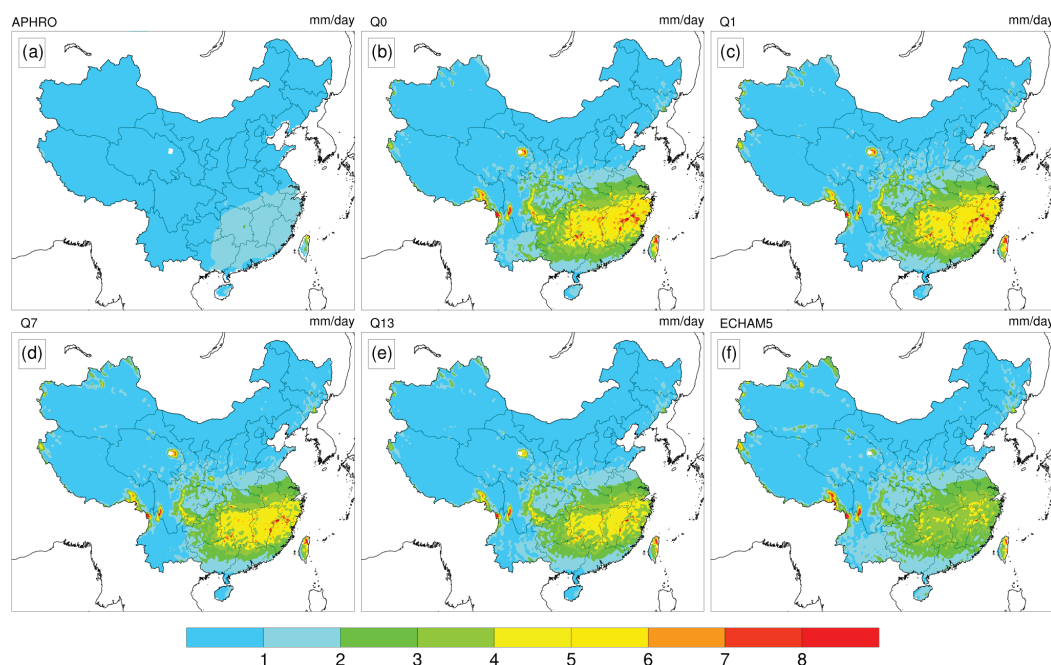 APHRO mm/day Q0 mm/day Q1 mm/day
(a) (b) (c)
Q7 mm/day Q13 mm/day ECHAM5 mm/day
(d) (e) (f)
1 2 3 4 5 6 7 8